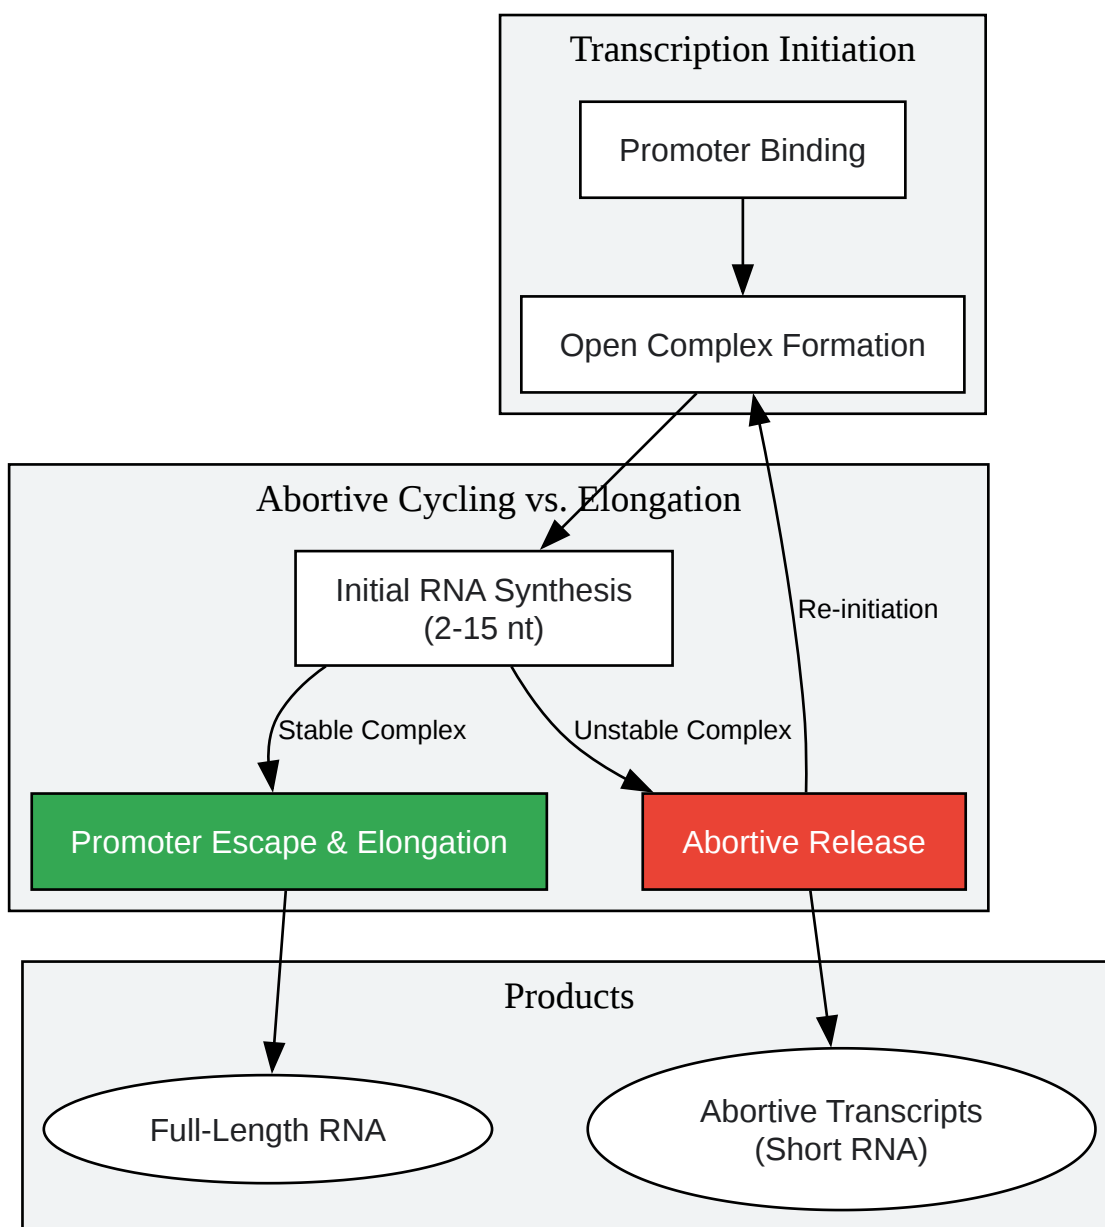 Transcription Initiation
Promoter Binding
Open Complex Formation
Abortive Cycling vs. Elongation
Initial RNA Synthesis
(2-15 nt)
Re-initiation
Stable Complex
Unstable Complex
Promoter Escape & Elongation
Abortive Release
Products
Full-Length RNA
Abortive Transcripts
(Short RNA)